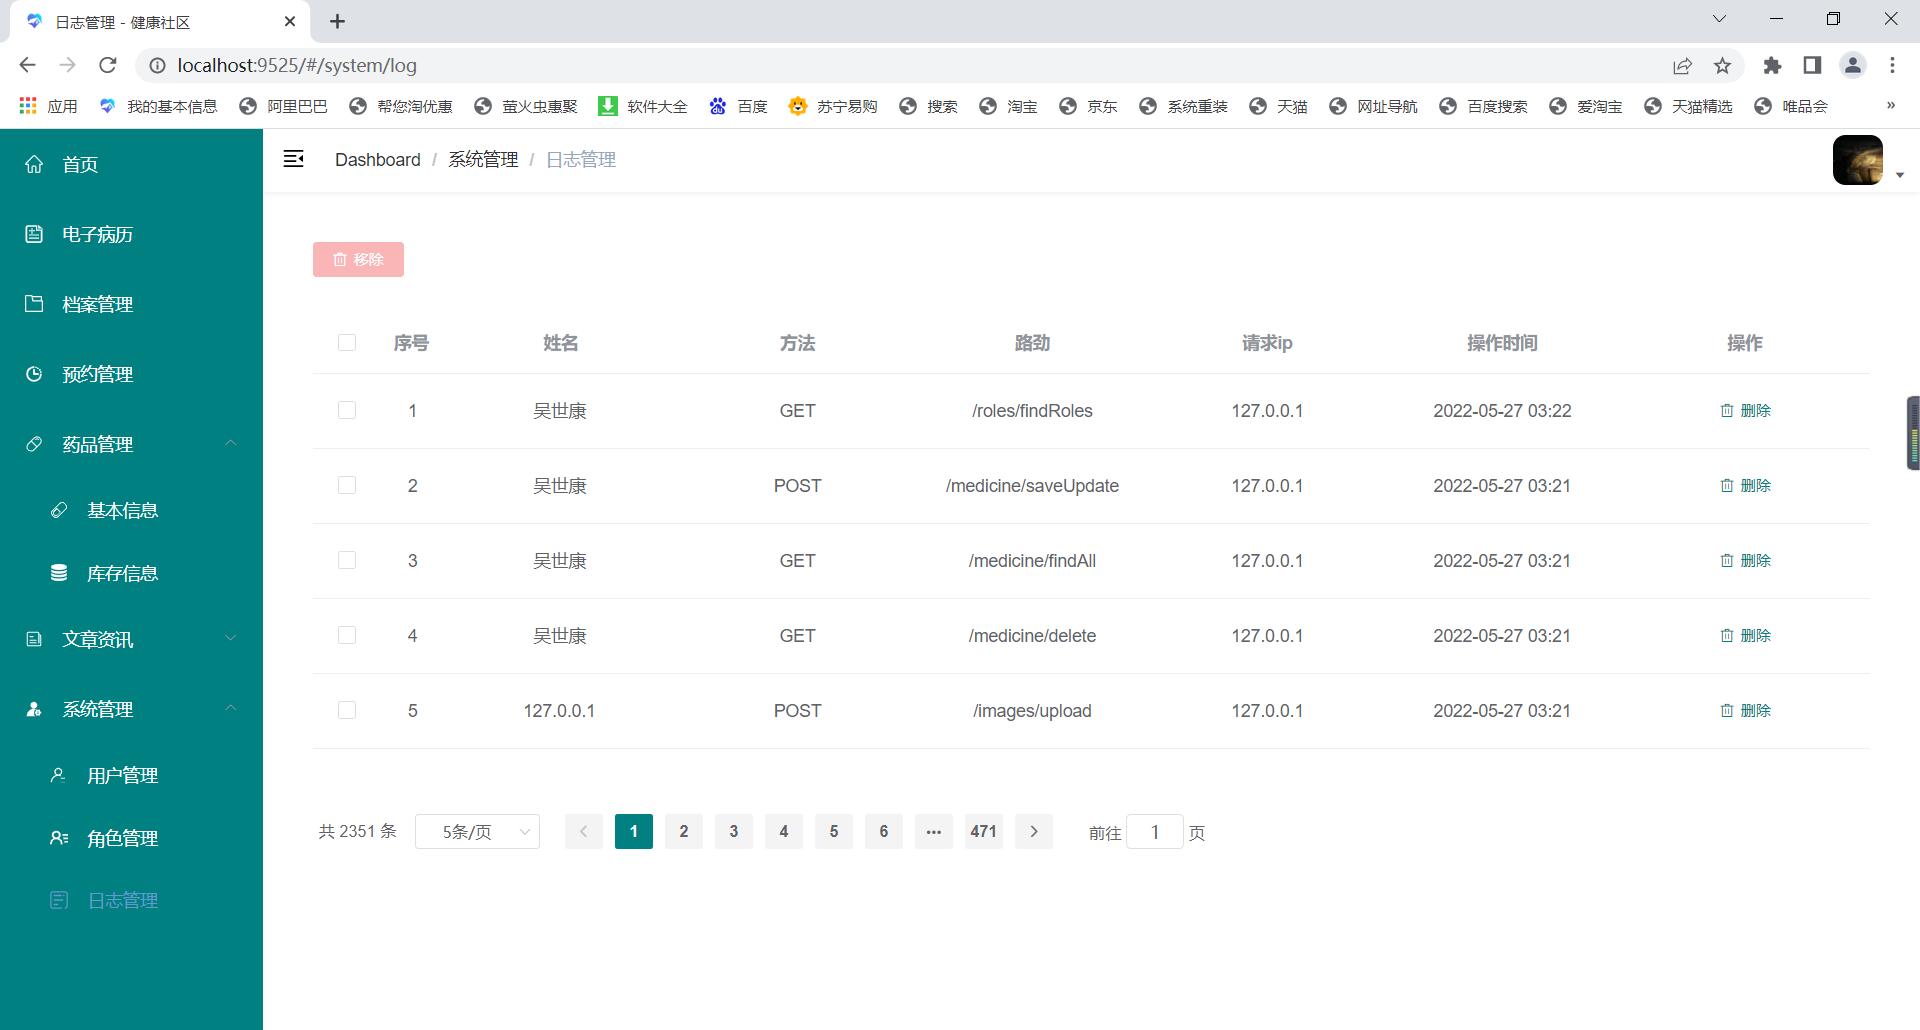 日志管理 - 健康社区
localhost:9525/#/system/log
应用 我的基本信息 阿里巴巴 帮您淘优惠 萤火虫惠聚 软件大全 百度 苏宁易购 搜索 淘宝 京东 系统重装 天猫 网址导航 百度搜索 爱淘宝 天猫精选 唯品会 »
首页
电子病历
档案管理
预约管理
药品管理
基本信息
库存信息
文章资讯
系统管理
用户管理
角色管理
日志管理
Dashboard / 系统管理 / 日志管理
移除
序号 姓名 方法 路劲 请求ip 操作时间 操作
1 吴世康 GET /roles/findRoles 127.0.0.1 2022-05-27 03:22 删除
2 吴世康 POST /medicine/saveUpdate 127.0.0.1 2022-05-27 03:21 删除
3 吴世康 GET /medicine/findAll 127.0.0.1 2022-05-27 03:21 删除
4 吴世康 GET /medicine/delete 127.0.0.1 2022-05-27 03:21 删除
5 127.0.0.1 POST /images/upload 127.0.0.1 2022-05-27 03:21 删除
共 2351 条 5条/页 1 2 3 4 5 6 ••• 471 前往 1 页